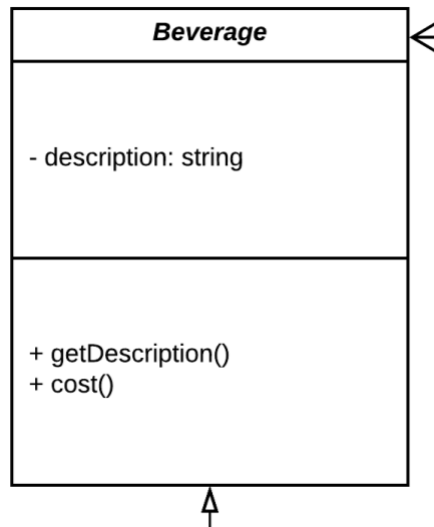 Beverage
- description: string
+ getDescription()
+ cost()